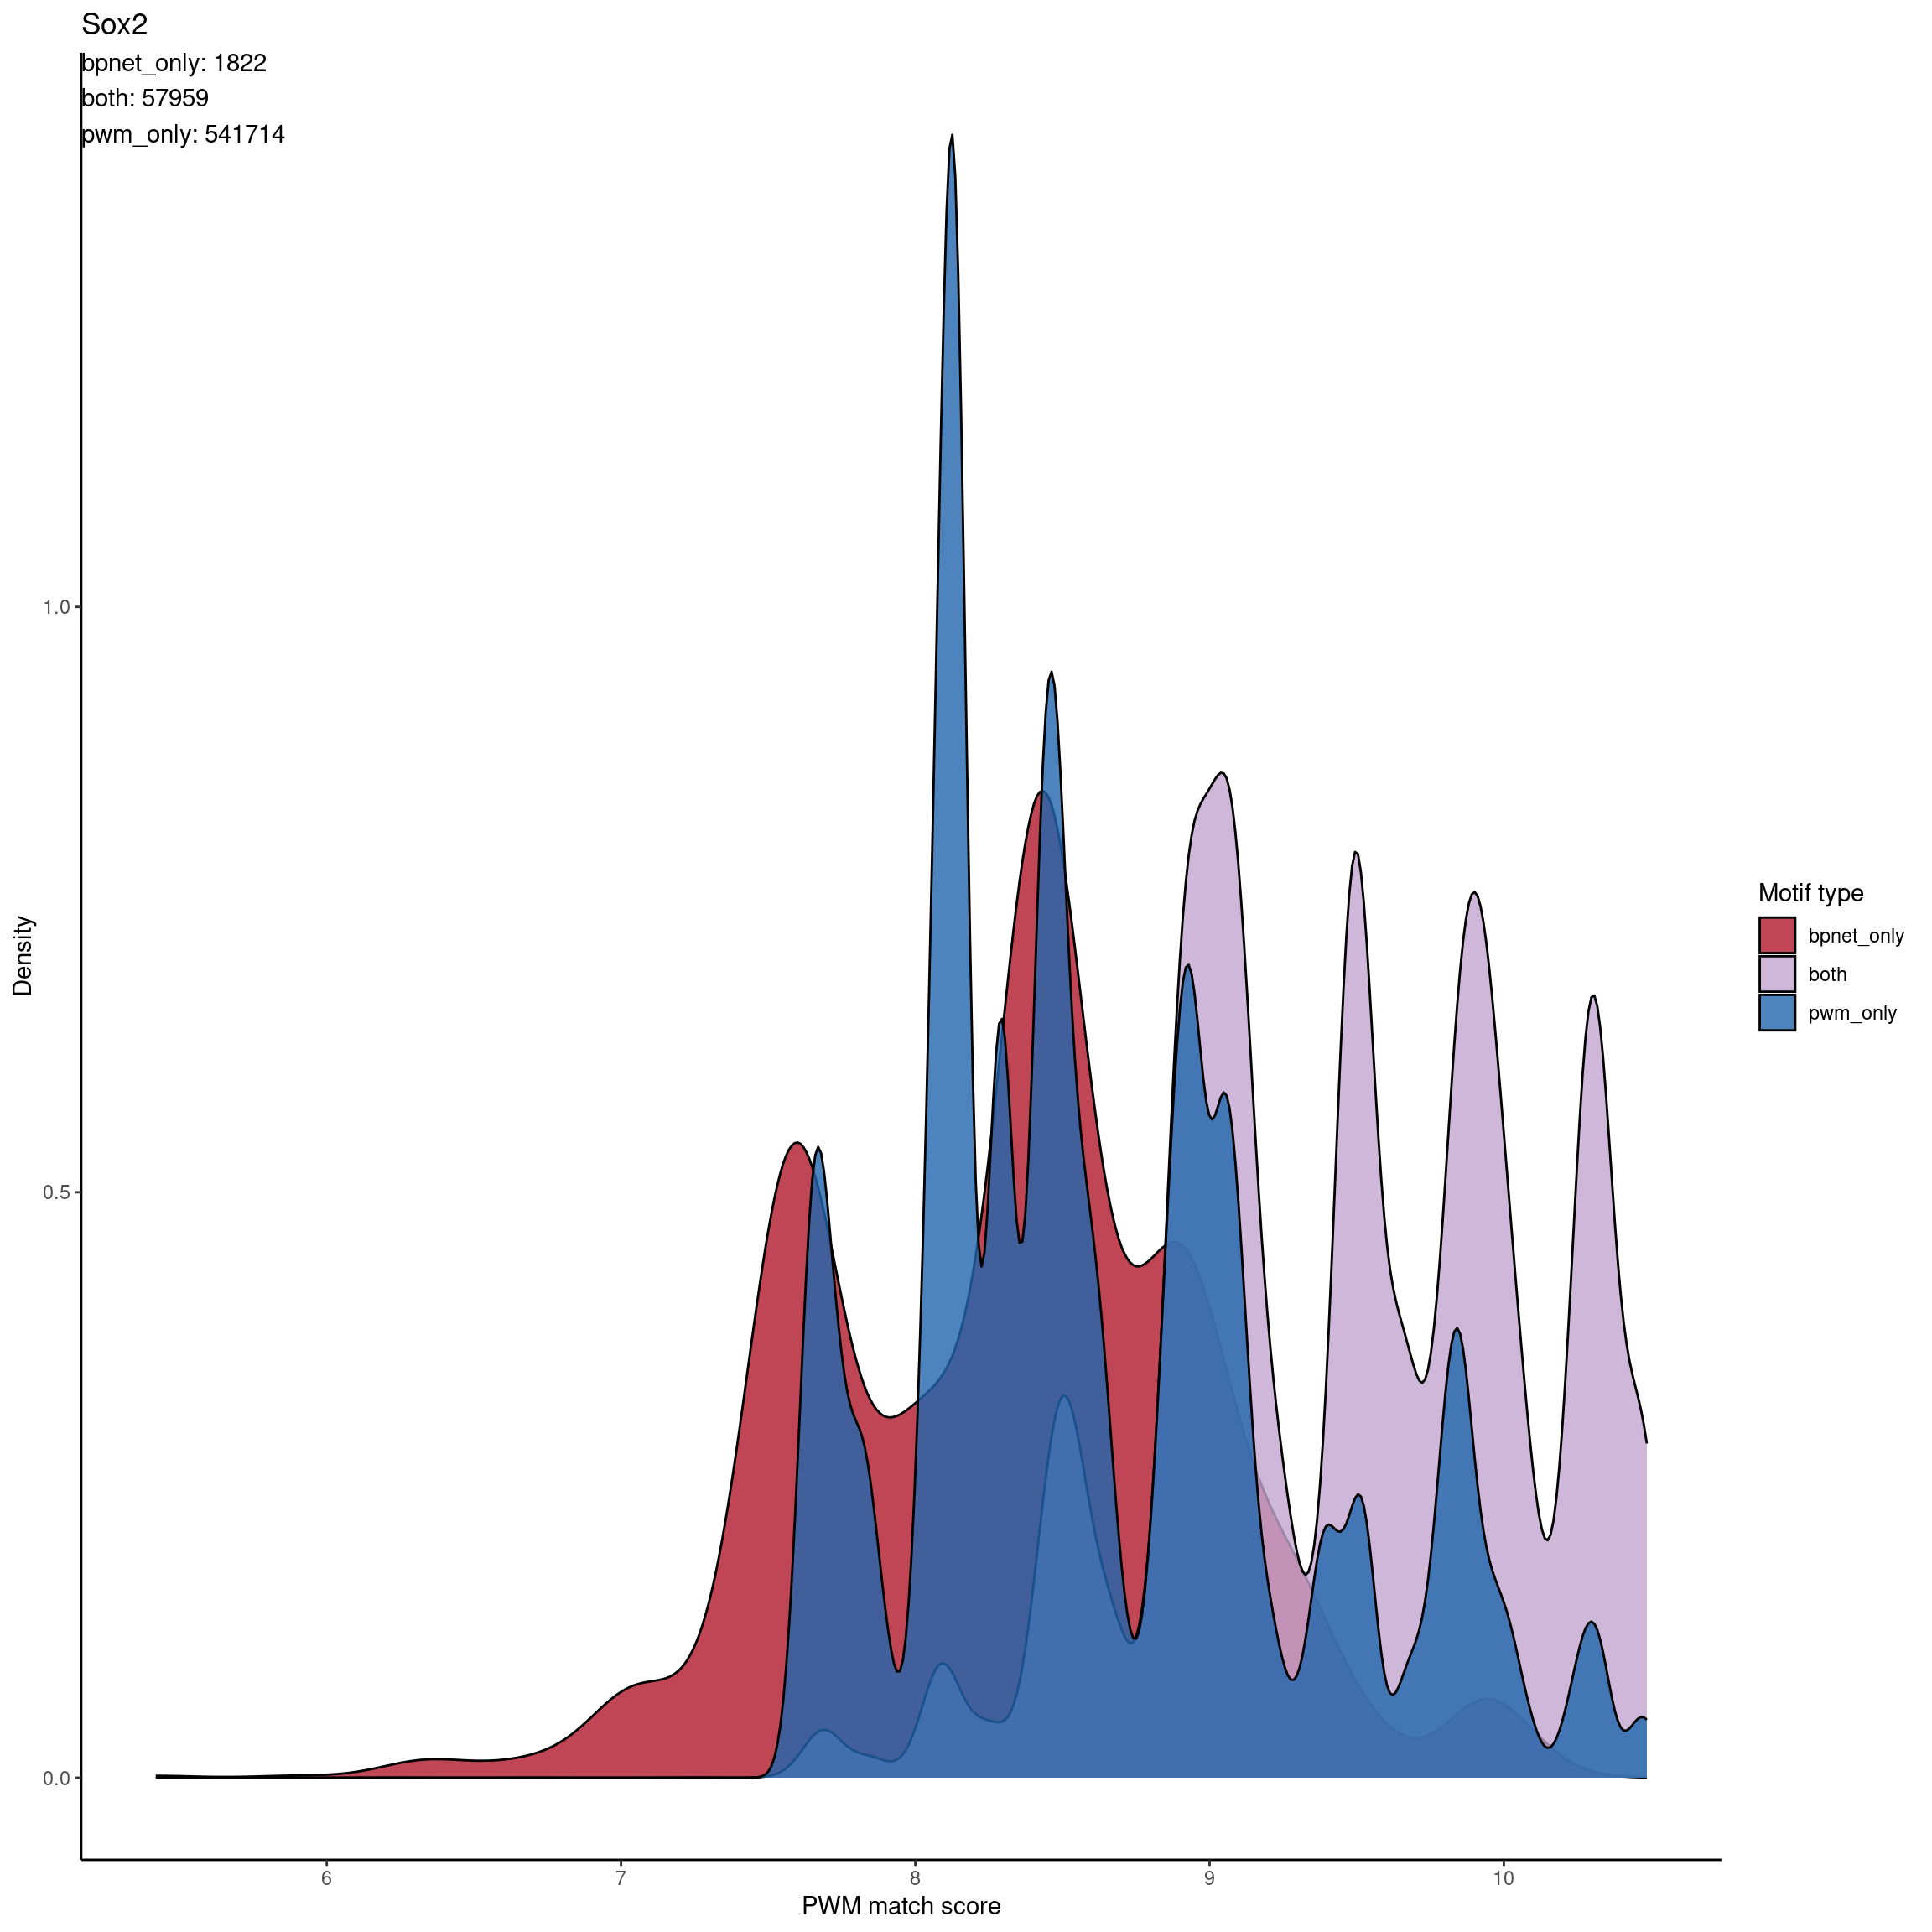 Sox2
bpnet_only: 1822
both: 57959
pwm_only: 541714
1.0
0.5
0.0
Density
6 7 8 9 10
PWM match score
Motif type
bpnet_only
both
pwm_only